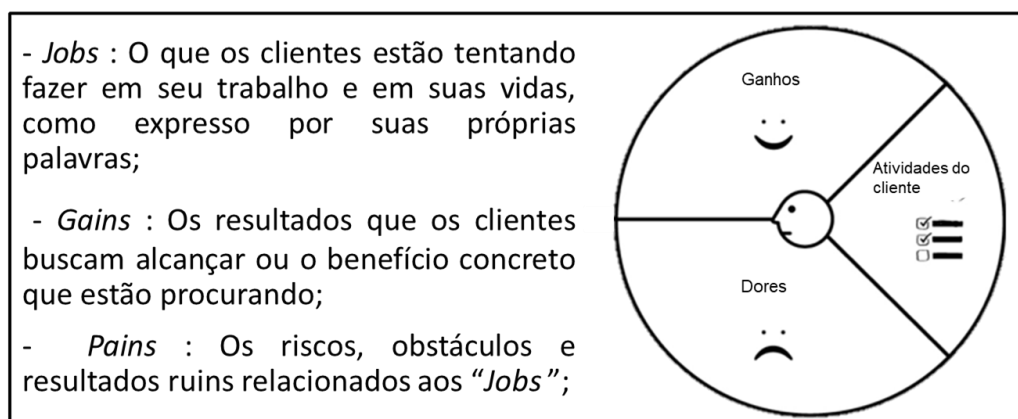 - Jobs : O que os clientes estão tentando
fazer em seu trabalho e em suas vidas,
como expresso por suas próprias
palavras;
- Gains : Os resultados que os clientes
buscam alcançar ou o benefício concreto
que estão procurando;
- Pains : Os riscos, obstáculos e
resultados ruins relacionados aos “Jobs”;
Ganhos
Atividades do
cliente
Dores